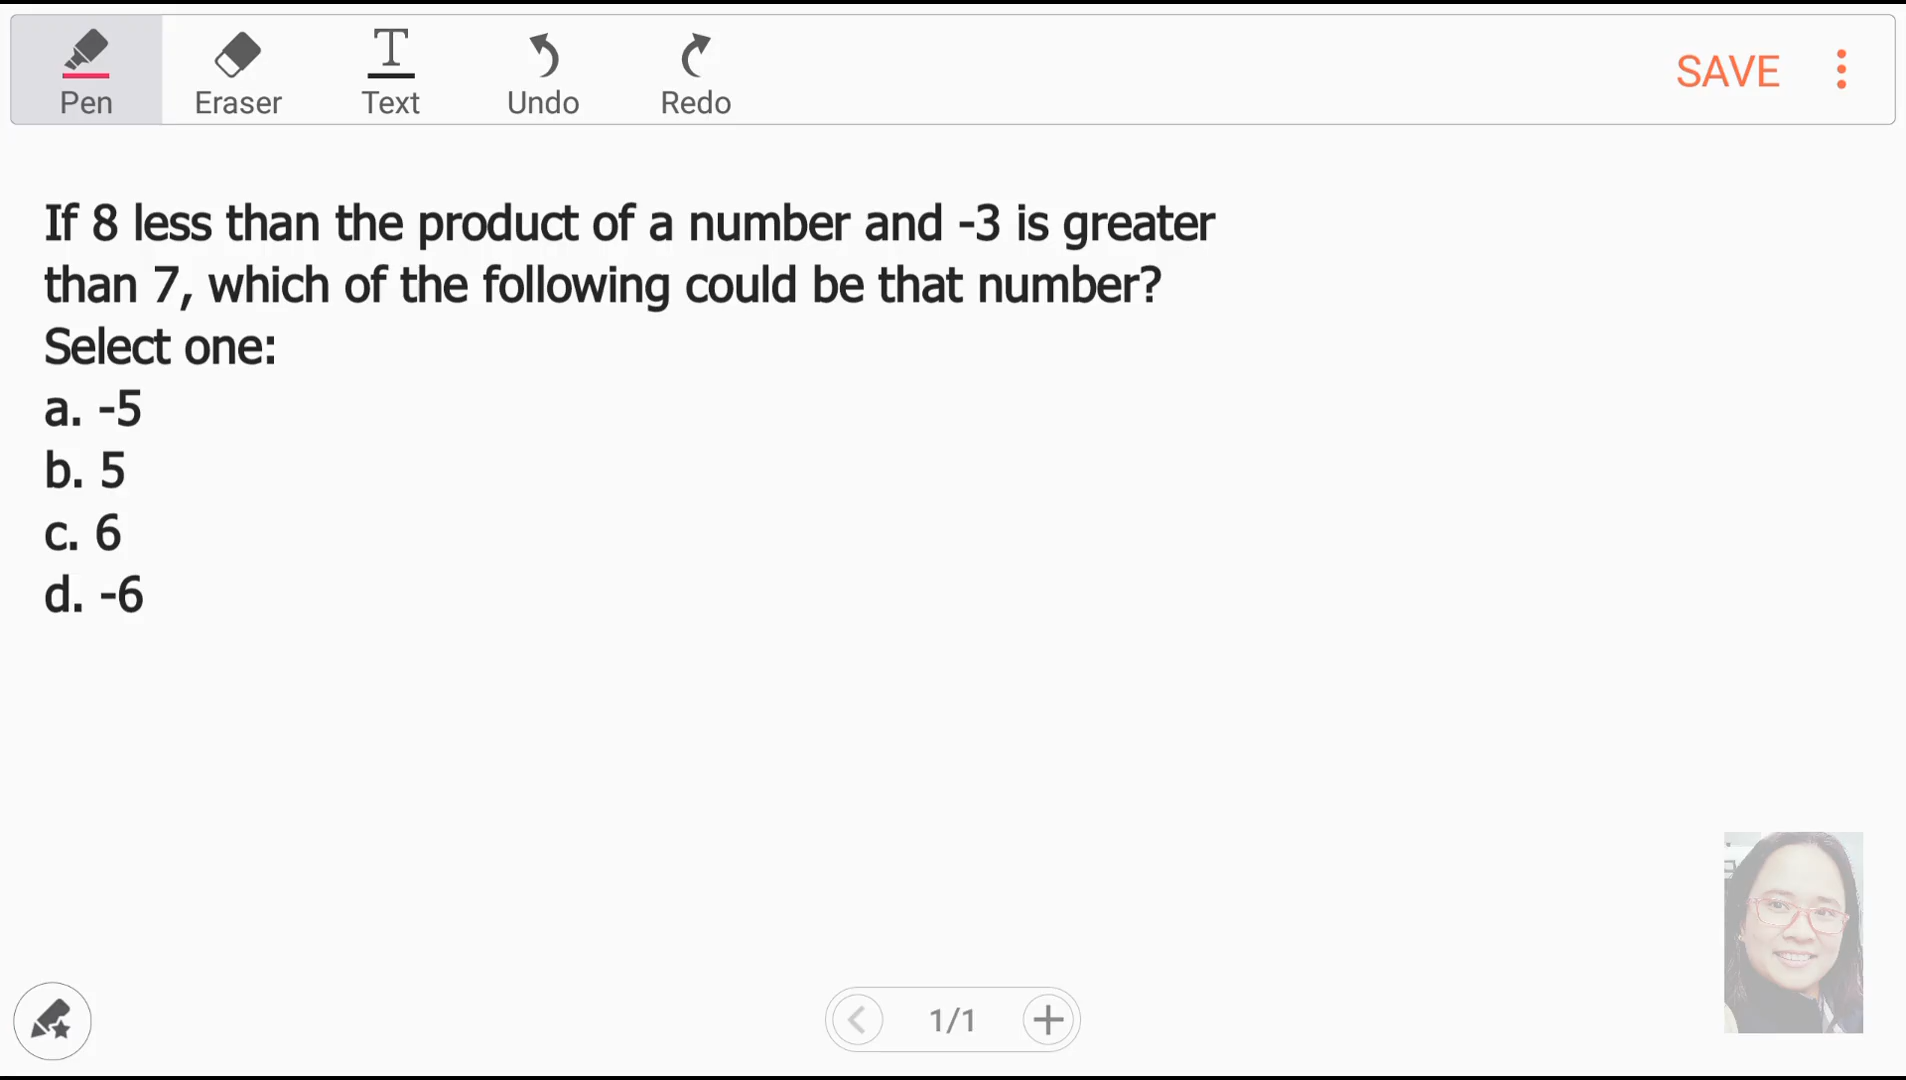 Pen
Eraser
Text
Undo
Redo
SAVE
If 8 less than the product of a number and -3 is greater
than 7, which of the following could be that number?
Select one:
a. -5
b. 5
c. 6
d. -6
1/1